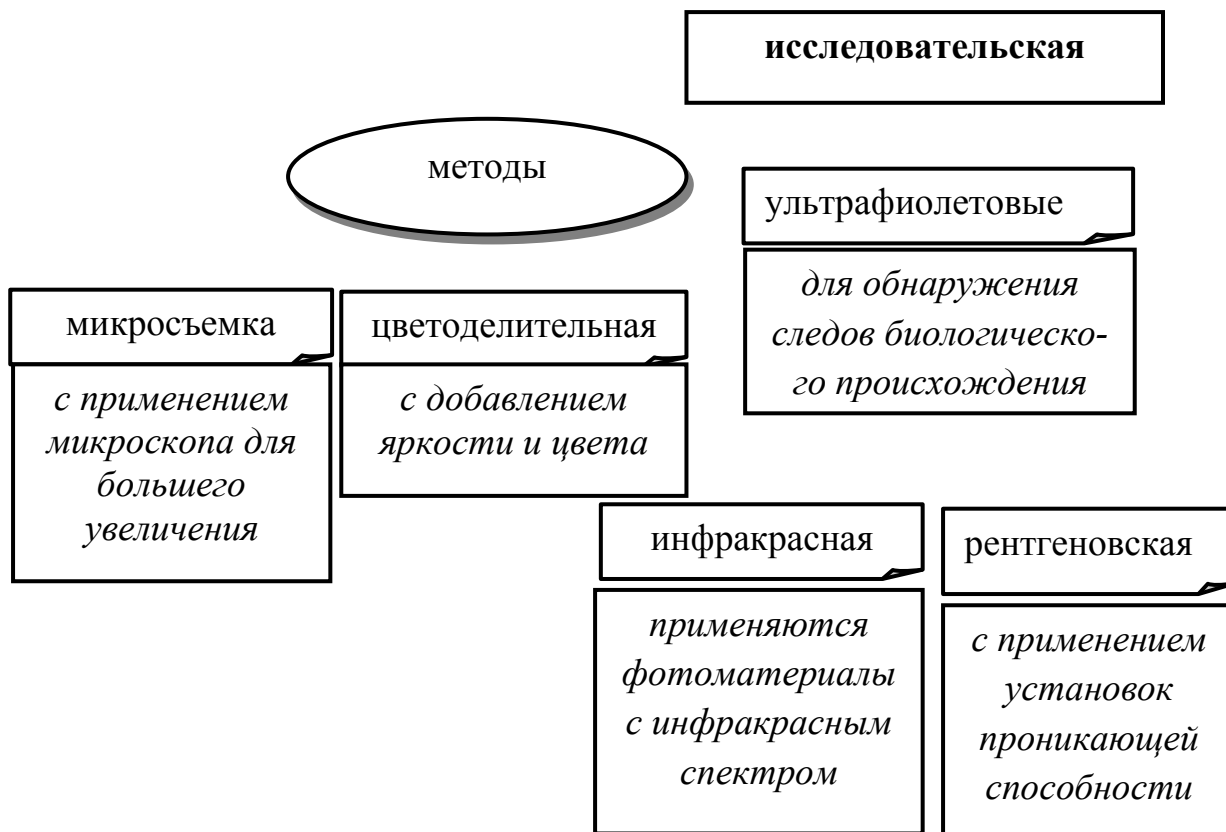 исследовательская
методы
ультрафиолетовые
для обнаружения
следов биологическо-
го происхождения
микросъемка
с применением
микроскопа для
большего
увеличения
цветоделительная
с добавлением
яркости и цвета
инфракрасная
применяются
фотоматериалы
с инфракрасным
спектром
рентгеновская
с применением
установок
проникающей
способности